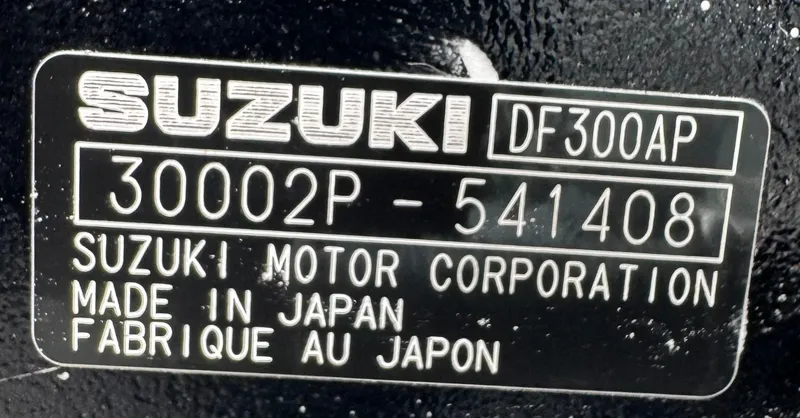 SUZUKI DF300AP
30002P - 541408
SUZUKI MOTOR CORPORATION
MADE IN JAPAN
FABRIQUE AU JAPON